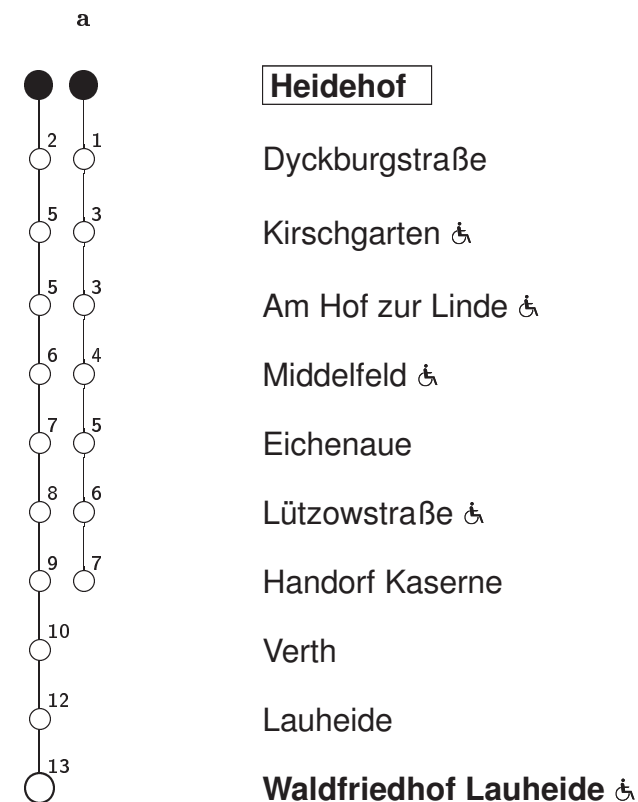 a
Heidehof
2 1 Dyckburgstraße
5 3 Kirschgarten
5 3 Am Hof zur Linde
6 4 Middelfeld
7 5 Eichenaue
8 6 Lützowstraße
9 7 Handorf Kaserne
10 Verth
12 Lauheide
13 Waldfriedhof Lauheide